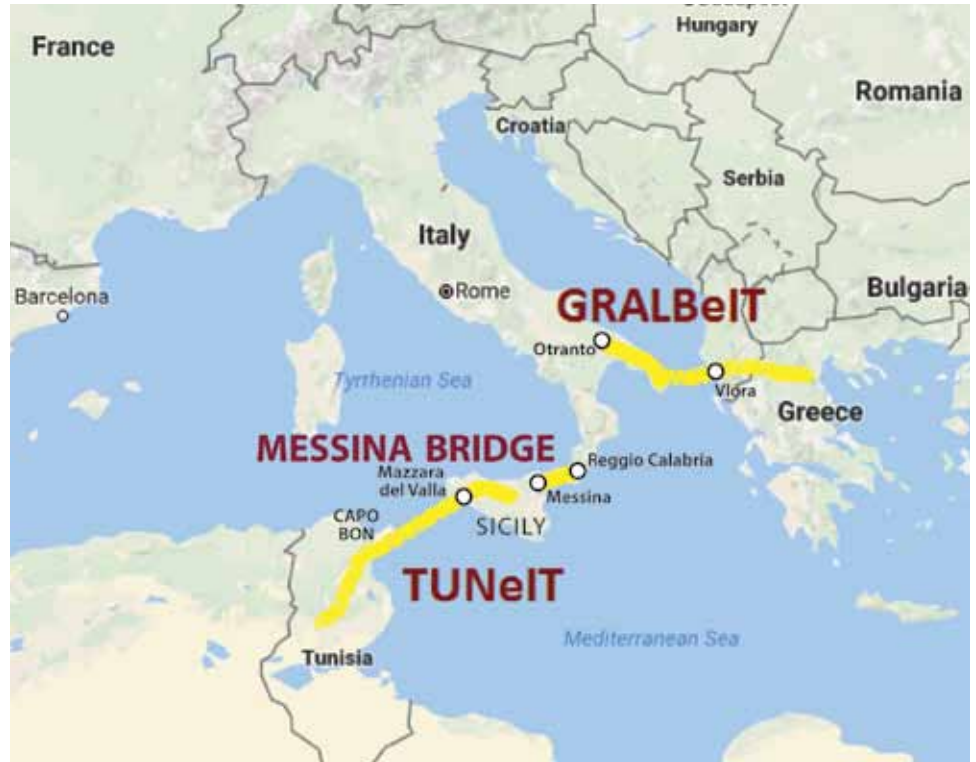 Hungary
France
Romania
Croatia
Serbia
Italy
Bulgaria
Barcelona
Rome
GRALBeIT
Otranto
Tyrrhenian Sea
Vlora
Greece
MESSINA BRIDGE
Reggio Calabria
Mazzara
del Valla
Messina
CAPO
BON
SICILY
TUNeIT
Mediterranean Sea
Tunisia